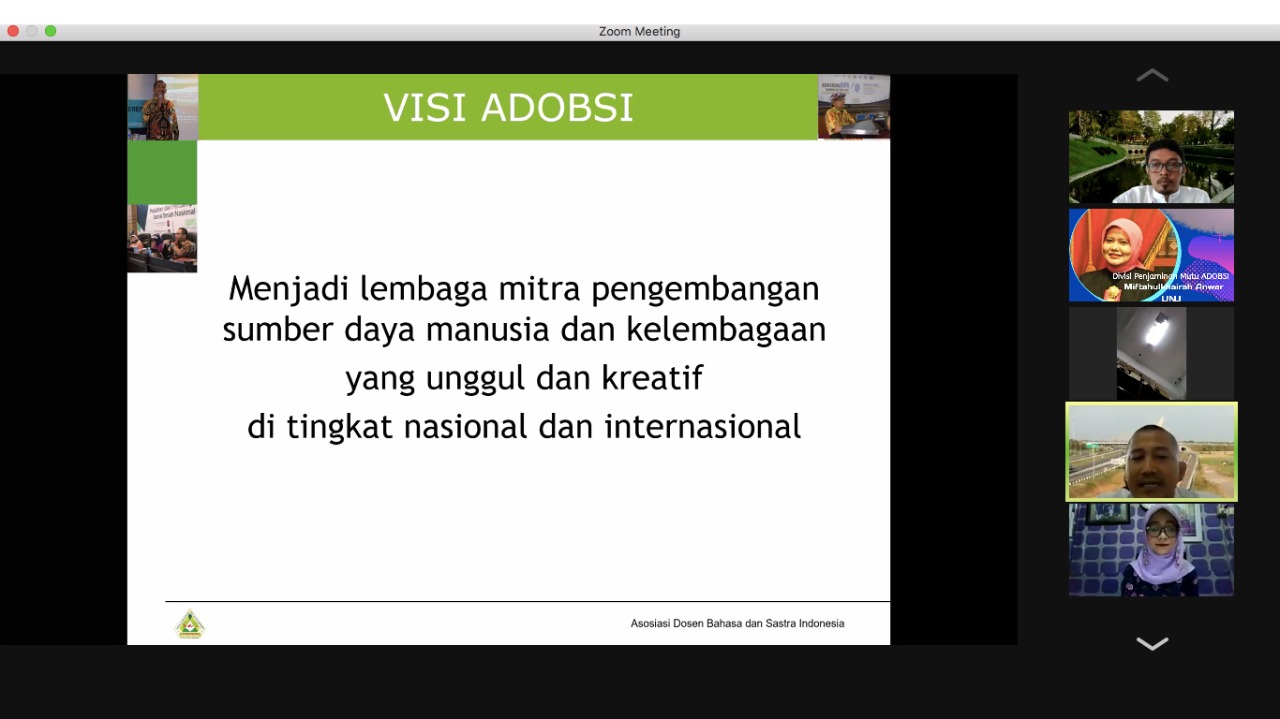 Zoom Meeting
VISI ADOBSI
Menjadi lembaga mitra pengembangan
sumber daya manusia dan kelembagaan
yang unggul dan kreatif
di tingkat nasional dan internasional
Asosiasi Dosen Bahasa dan Sastra Indonesia
Divisi Penjaminan Mutu ADOBSI
Miftahulkhairah Anwar
UNJ